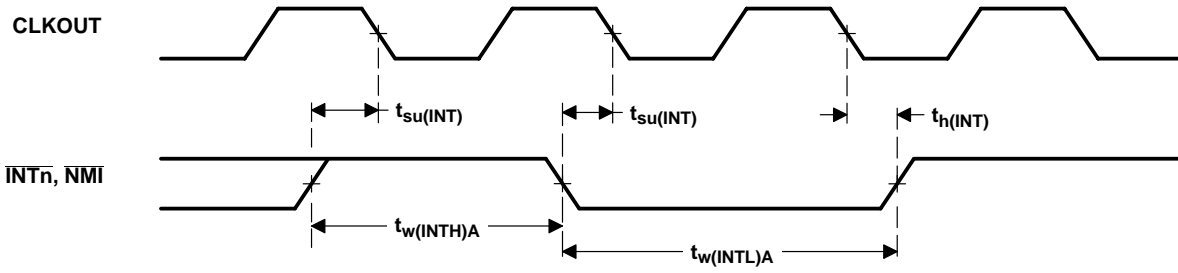 CLKOUT
tsu(INT)
tsu(INT)
th(INT)
INTn, NMI
tw(INTH)A
tw(INTL)A